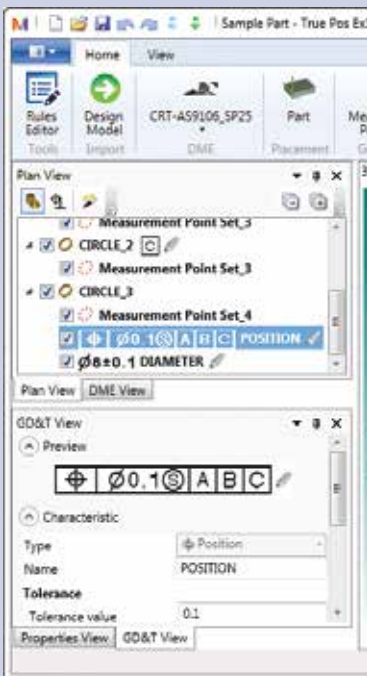 Sample Part - True Pos Ex
Home View
Rules Editor
Design Model
CRT-AS9106_SP25
Part
Tools Import DME Placement
Plan View
Measurement Point Set_3
CIRCLE_2 C
Measurement Point Set_3
CIRCLE_3
Measurement Point Set_4
⌖ Ø0.1Ⓢ A B C POSITION
Ø8±0.1 DIAMETER
Plan View DME View
GD&T View
Preview
⌖ Ø0.1Ⓢ A B C
Characteristic
Type Position
Name POSITION
Tolerance
Tolerance value 0.1
Properties View GD&T View